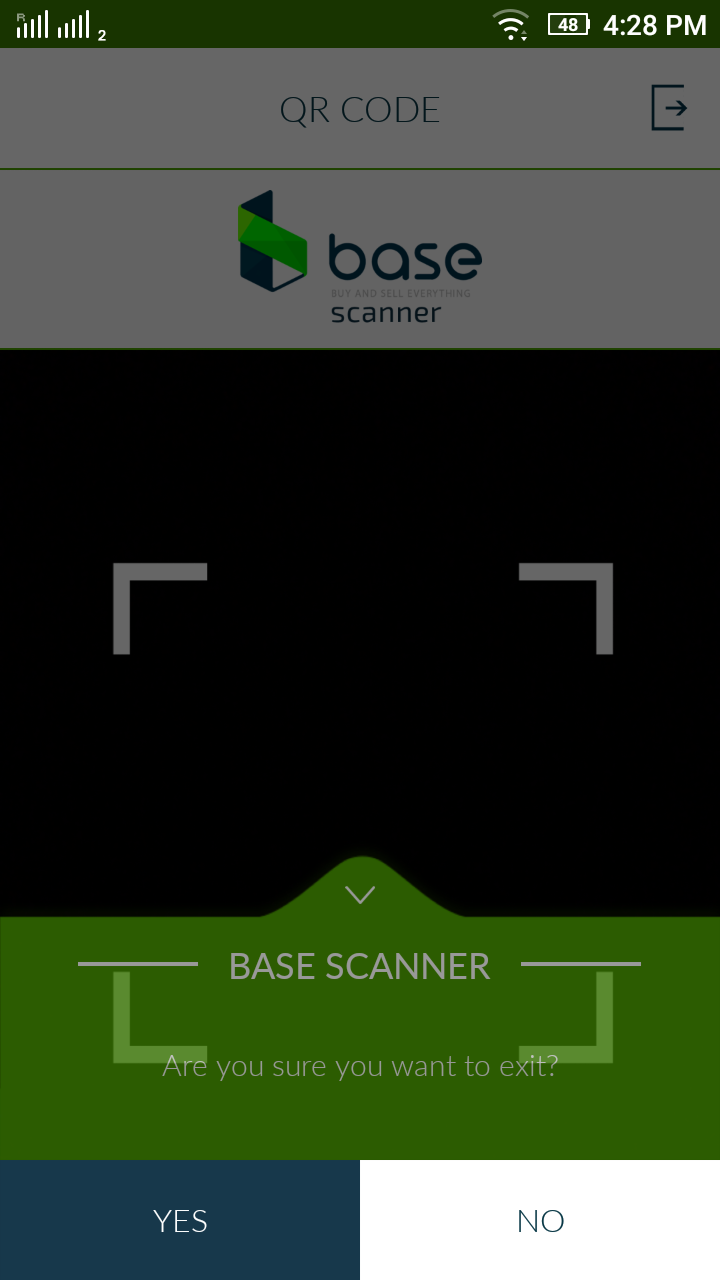 R 2 48 4:28 PM
QR CODE
base
BUY AND SELL EVERYTHING
scanner
BASE SCANNER
Are you sure you want to exit?
YES NO